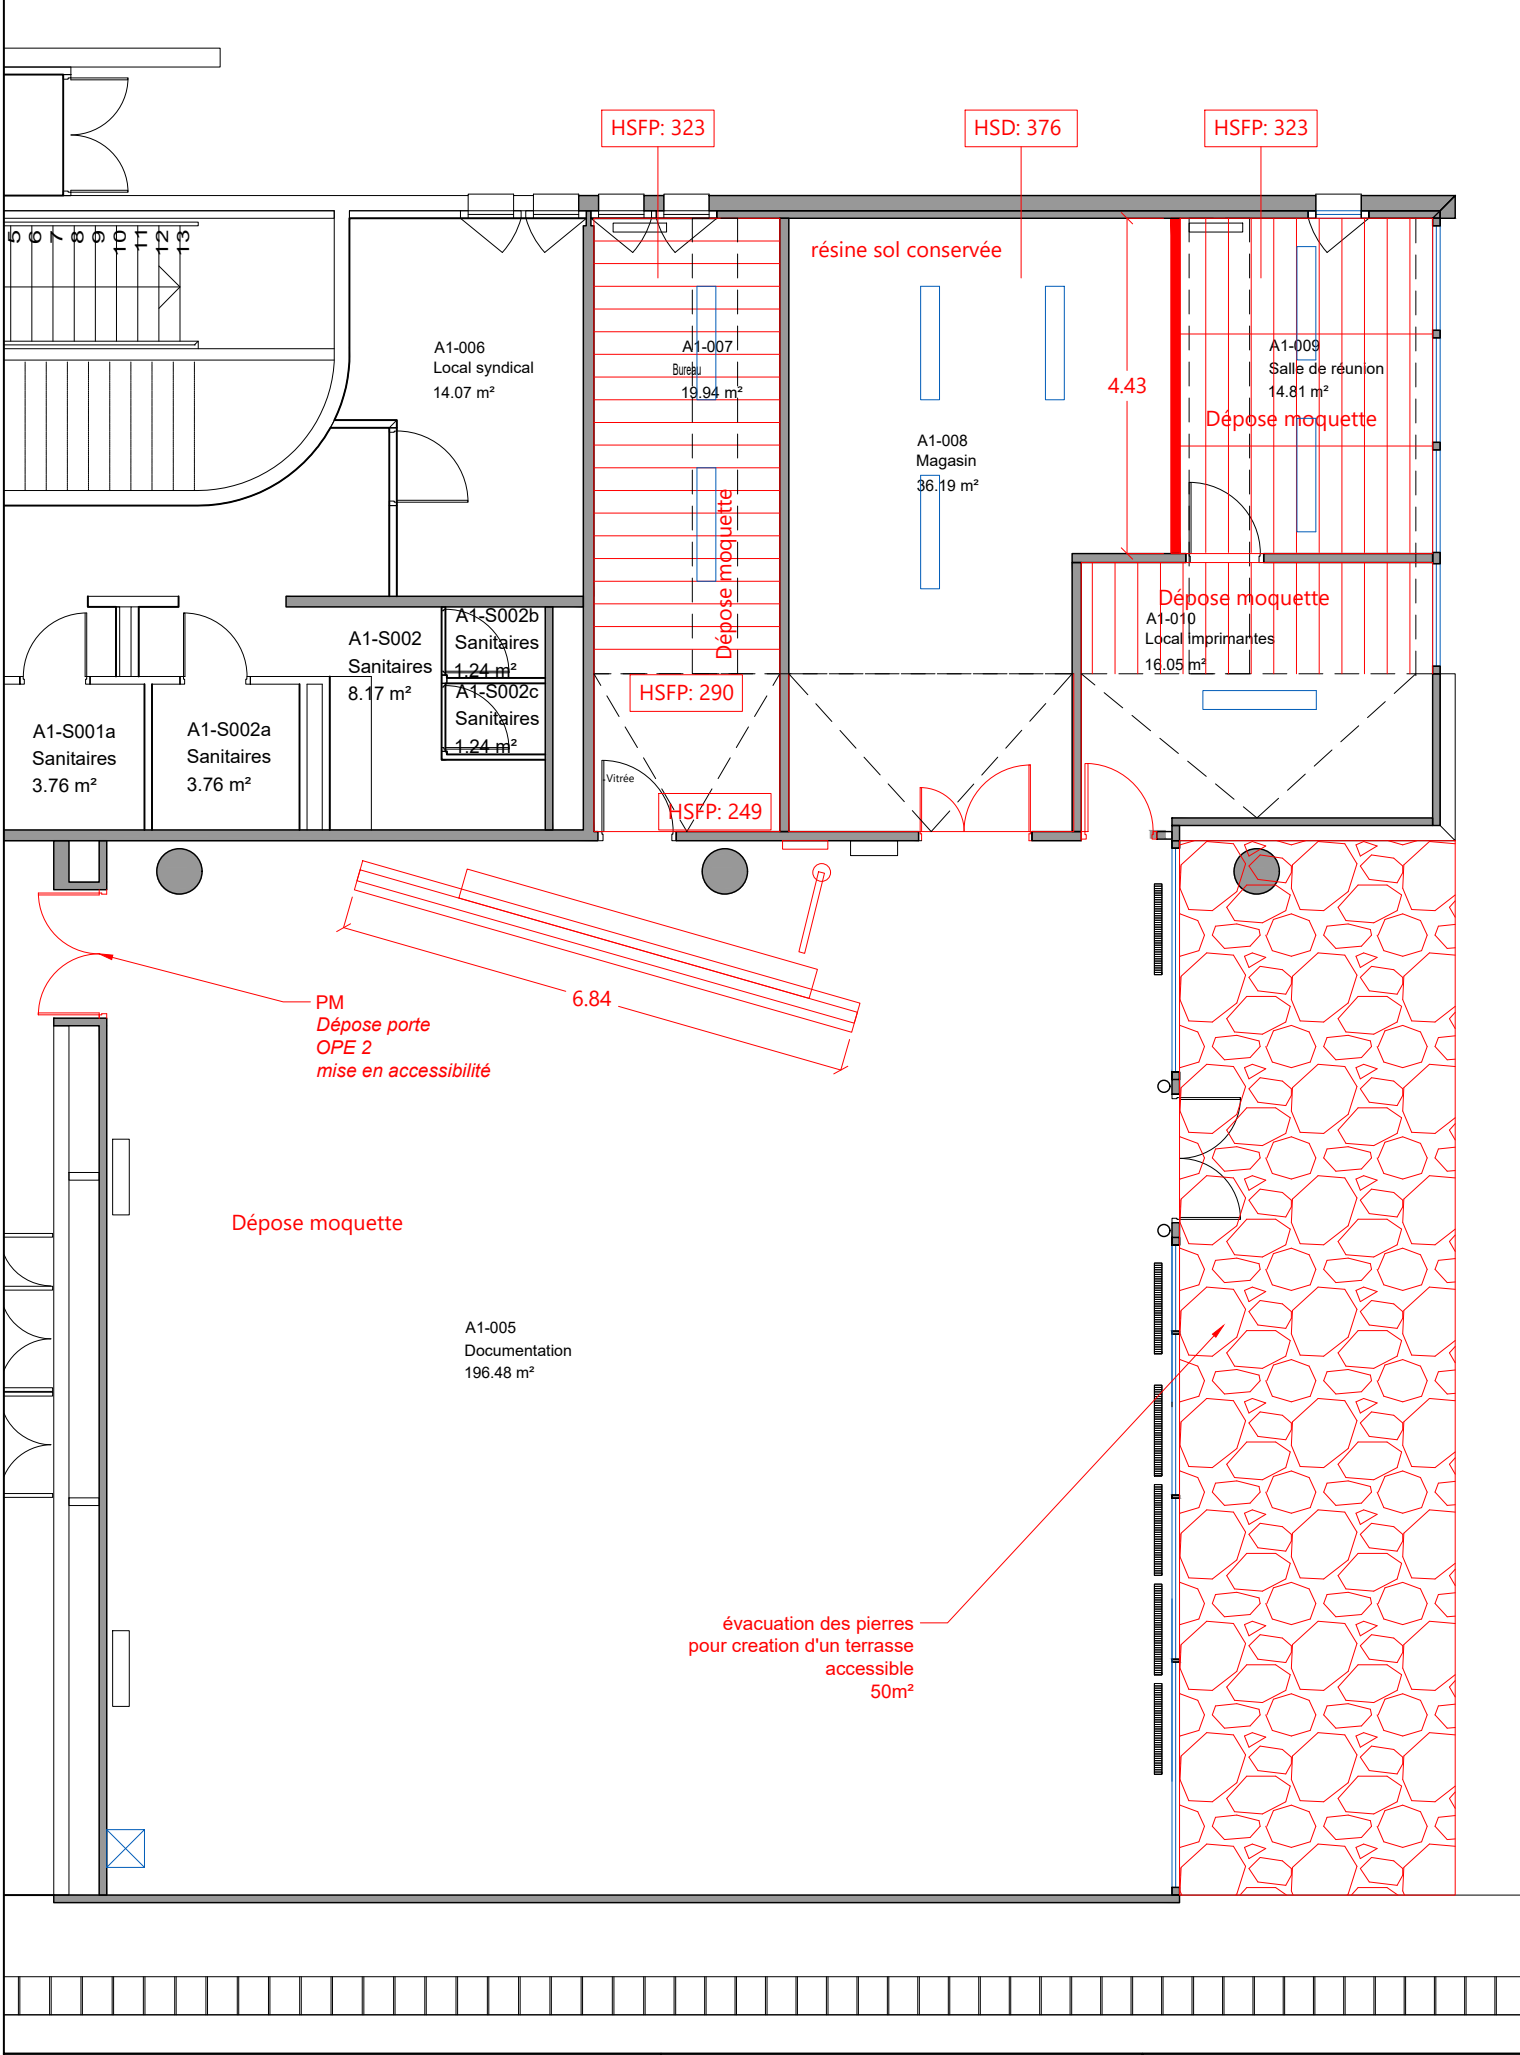 HSFP: 323
HSD: 376
HSFP: 323
5
6
7
8
9
10
11
12
13
résine sol conservée
A1-006
Local syndical
14.07 m²
A1-007
Bureau
19.94 m²
Dépose moquette
A1-008
Magasin
36.19 m²
4.43
A1-009
Salle de réunion
14.81 m²
Dépose moquette
Dépose moquette
A1-010
Local imprimantes
16.05 m²
A1-S002
Sanitaires
8.17 m²
A1-S002b
Sanitaires
1.24 m²
A1-S002c
Sanitaires
1.24 m²
A1-S001a
Sanitaires
3.76 m²
A1-S002a
Sanitaires
3.76 m²
HSFP: 290
Vitrée
HSFP: 249
6.84
PM
Dépose porte
OPE 2
mise en accessibilité
Dépose moquette
A1-005
Documentation
196.48 m²
évacuation des pierres
pour creation d'un terrasse
accessible
50m²